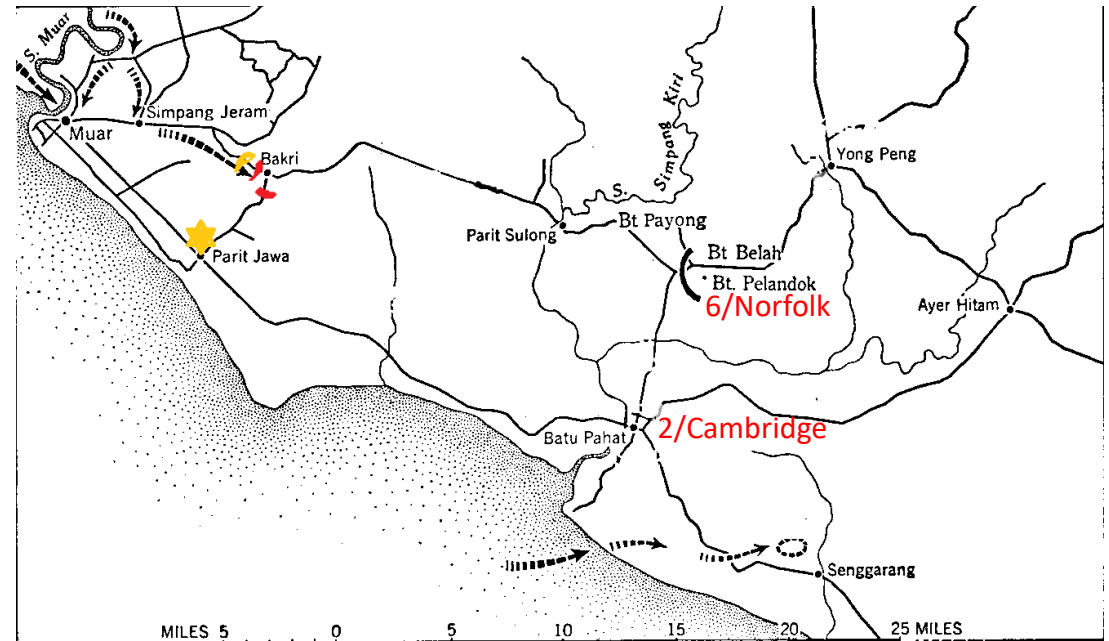 S. Muar
Simpang Jeram
Muar
Bakri
Simpang Kiri
S.
Yong Peng
Parit Sulong
Bt Payong
Parit Jawa
Bt Belah
Bt. Pelandok
6/Norfolk
Ayer Hitam
Batu Pahat
2/Cambridge
Senggarang
MILES 5 0 5 10 15 20 25 MILES